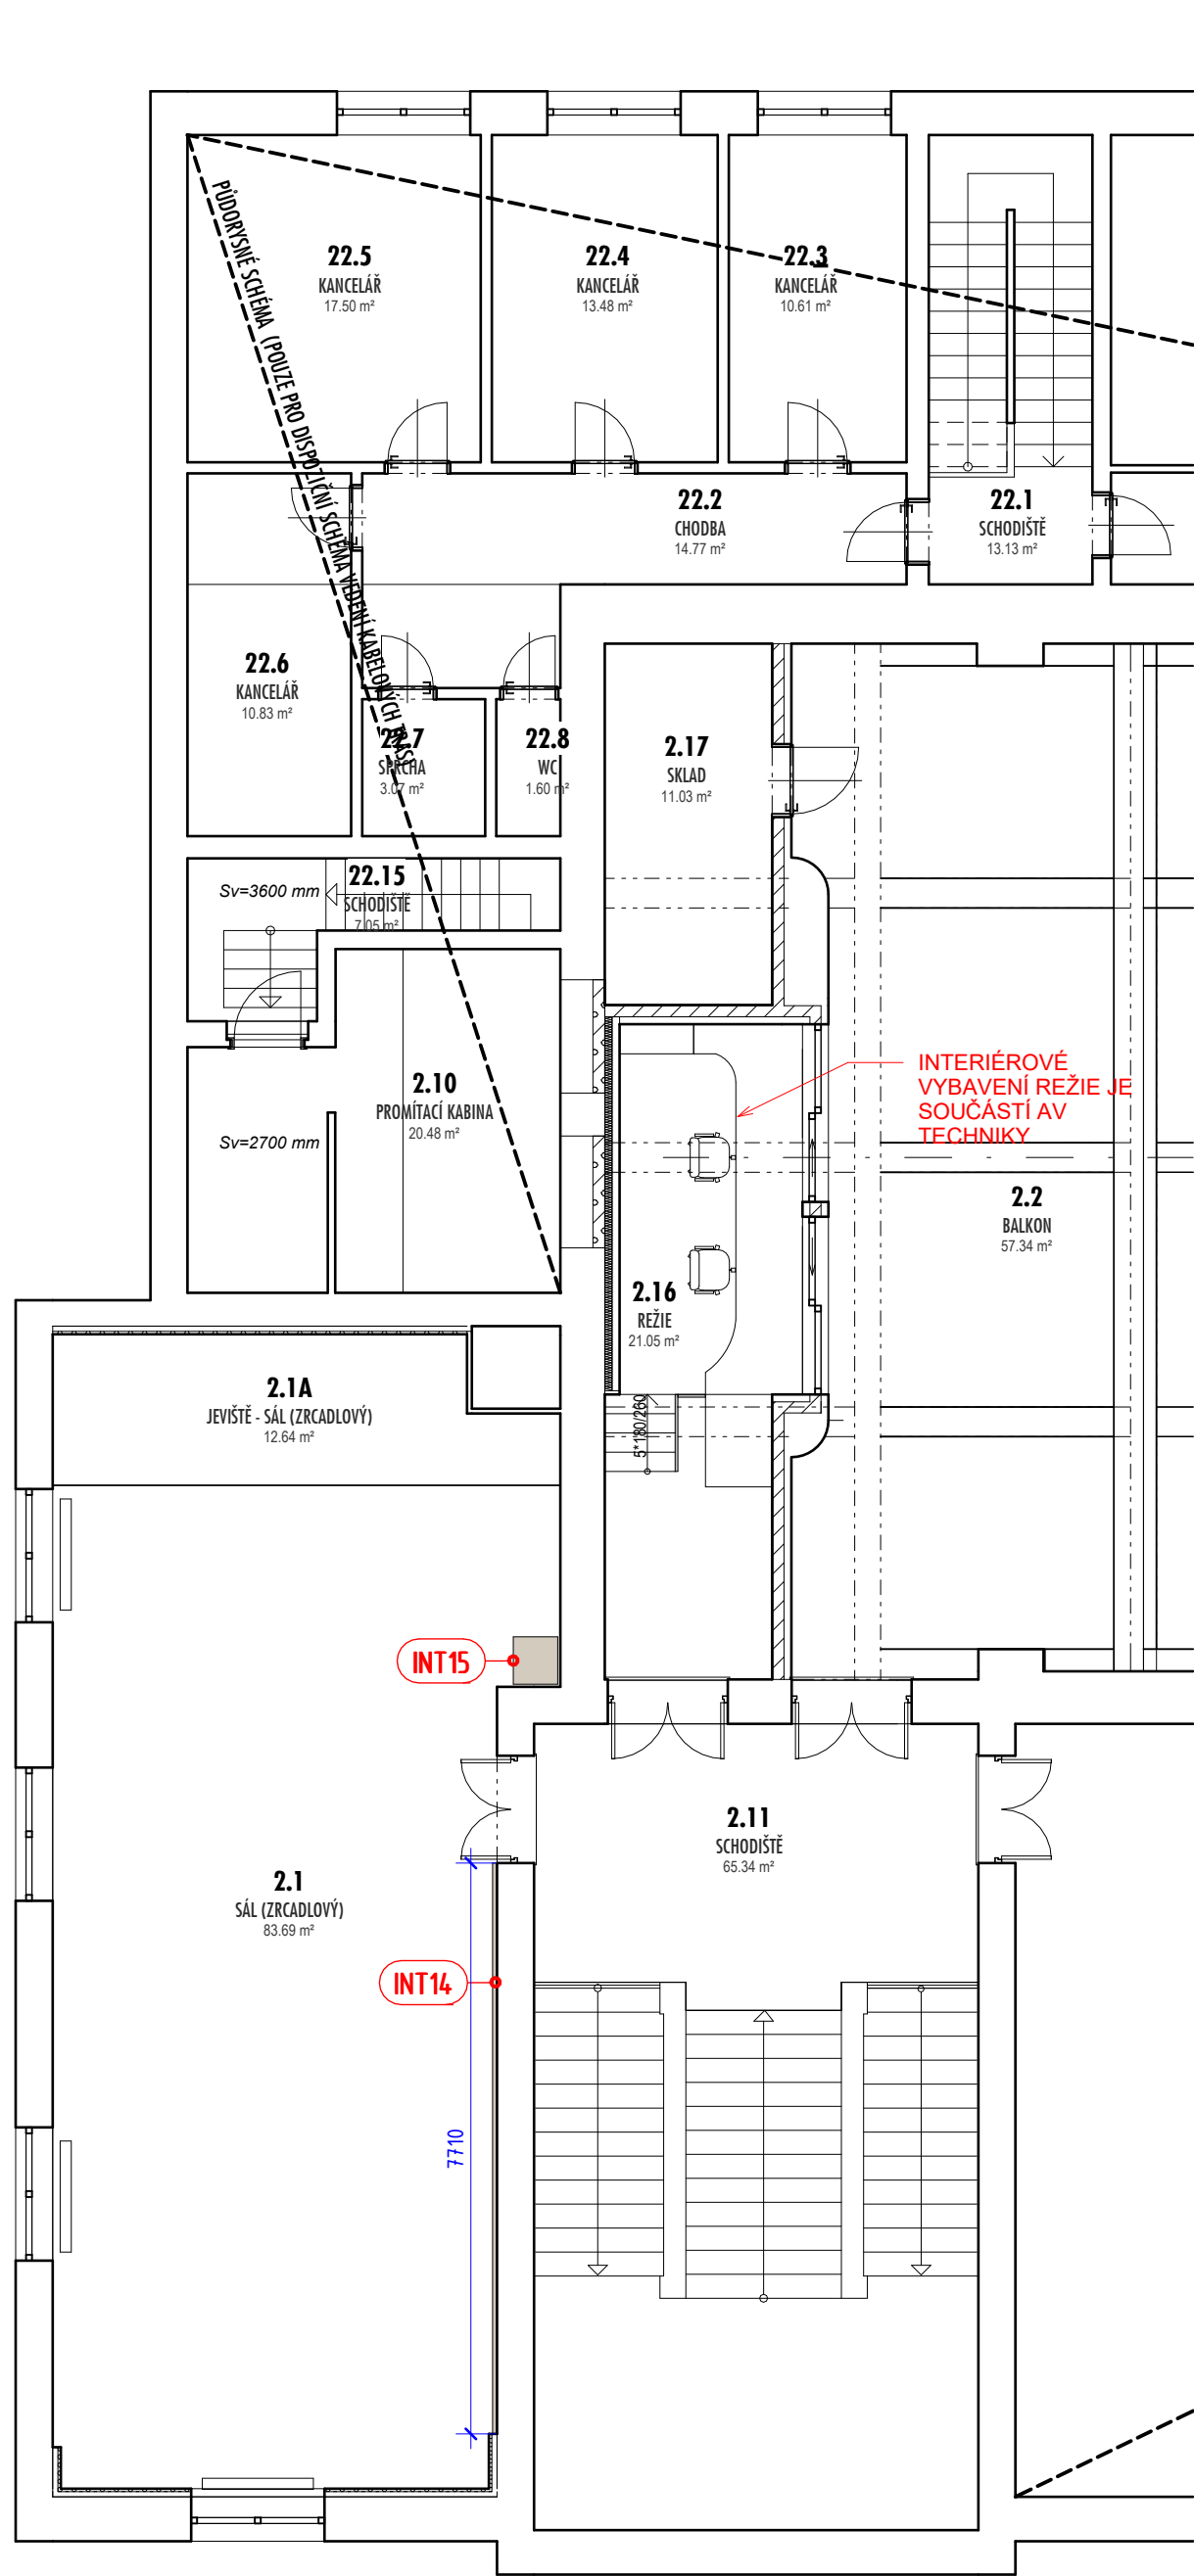 22.5
KANCELÁŘ
17.50 m²
22.4
KANCELÁŘ
13.48 m²
22.3
KANCELÁŘ
10.61 m²
PŮDORYSNÉ SCHÉMA (POUZE PRO DISPOZIČNÍ SCHÉMA VEDENÍ KABELOVÝCH TRAS)
22.2
CHODBA
14.77 m²
22.1
SCHODIŠTĚ
13.13 m²
22.6
KANCELÁŘ
10.83 m²
22.7
SPRCHA
3.07 m²
22.8
WC
1.60 m²
2.17
SKLAD
11.03 m²
22.15
SCHODIŠTĚ
7.05 m²
Sv=3600 mm
2.10
PROMÍTACÍ KABINA
20.48 m²
Sv=2700 mm
INTERIÉROVÉ
VYBAVENÍ REŽIE JE
SOUČÁSTÍ AV
TECHNIKY
2.2
BALKON
57.34 m²
2.16
REŽIE
21.05 m²
5*180/260
2.1A
JEVIŠTĚ - SÁL (ZRCADLOVÝ)
12.64 m²
INT15
2.11
SCHODIŠTĚ
65.34 m²
2.1
SÁL (ZRCADLOVÝ)
83.69 m²
INT14
7710